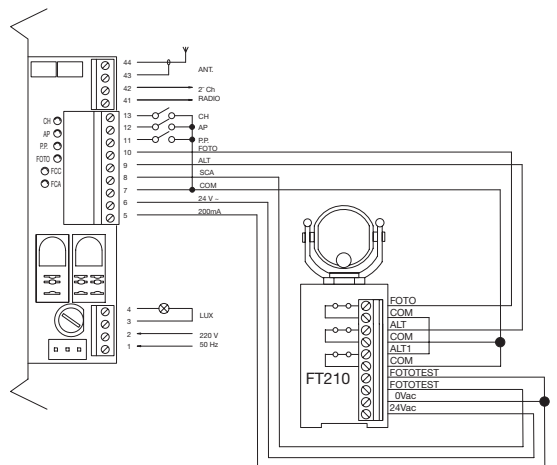 44
43
ANT.
42 2° Ch
41 RADIO
CH 13 CH
AP 12 AP
P.P. 11 P.P.
FOTO 10 FOTO
FCC 9 ALT
FCA 8 SCA
7 COM
6 24 V ~
5 200mA
4
3 LUX
2 220 V
1 50 Hz
FT210
FOTO
COM
ALT
COM
ALT1
COM
FOTOTEST
FOTOTEST
0Vac
24Vac